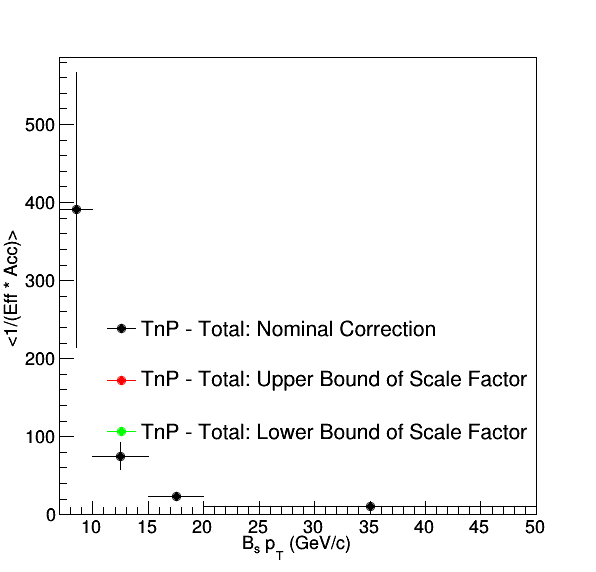 <1/(Eff * Acc)>
500
400
300
200
100
0
TnP - Total: Nominal Correction
TnP - Total: Upper Bound of Scale Factor
TnP - Total: Lower Bound of Scale Factor
10 15 20 25 30 35 40 45 50
Bs pT (GeV/c)